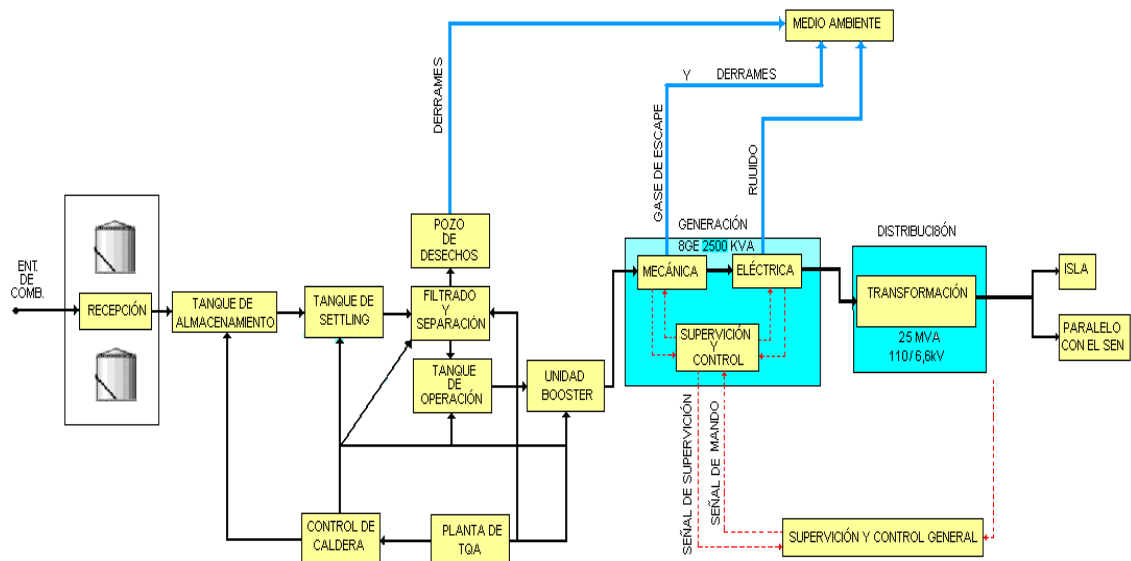 MEDIO AMBIENTE
Y DERRAMES
DERRAMES
GASE DE ESCAPE
RUUIDO
POZO
DE
DESECHOS
GENERACIÓN
8GE 2500 KVA
DISTRIBUCI8ÓN
ENT.
DE
COMB.
RECEPCIÓN
TANQUE DE
ALMACENAMIENTO
TANQUE DE
SETTLING
FILTRADO
Y
SEPARACIÓN
MECÁNICA
ELÉCTRICA
TRANSFORMACIÓN
ISLA
SUPERVICIÓN
Y
CONTROL
25 MVA
110/ 6,6kV
PARALELO
CON EL SEN
TANQUE
DE
OPERACIÓN
UNIDAD
BOOSTER
SEÑAL DE SUPERVICIÓN
SEÑAL DE MANDO
CONTROL DE
CALDERA
PLANTA DE
TQA
SUPERVICIÓN Y CONTROL GENERAL